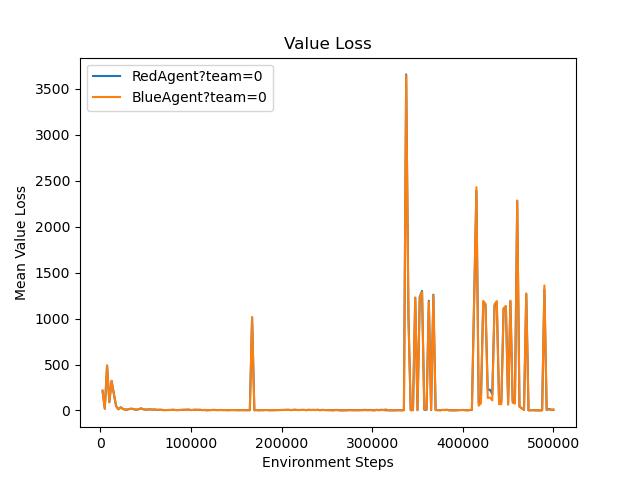 Value Loss
RedAgent?team=0
BlueAgent?team=0
Mean Value Loss
3500
3000
2500
2000
1500
1000
500
0
0 100000 200000 300000 400000 500000
Environment Steps